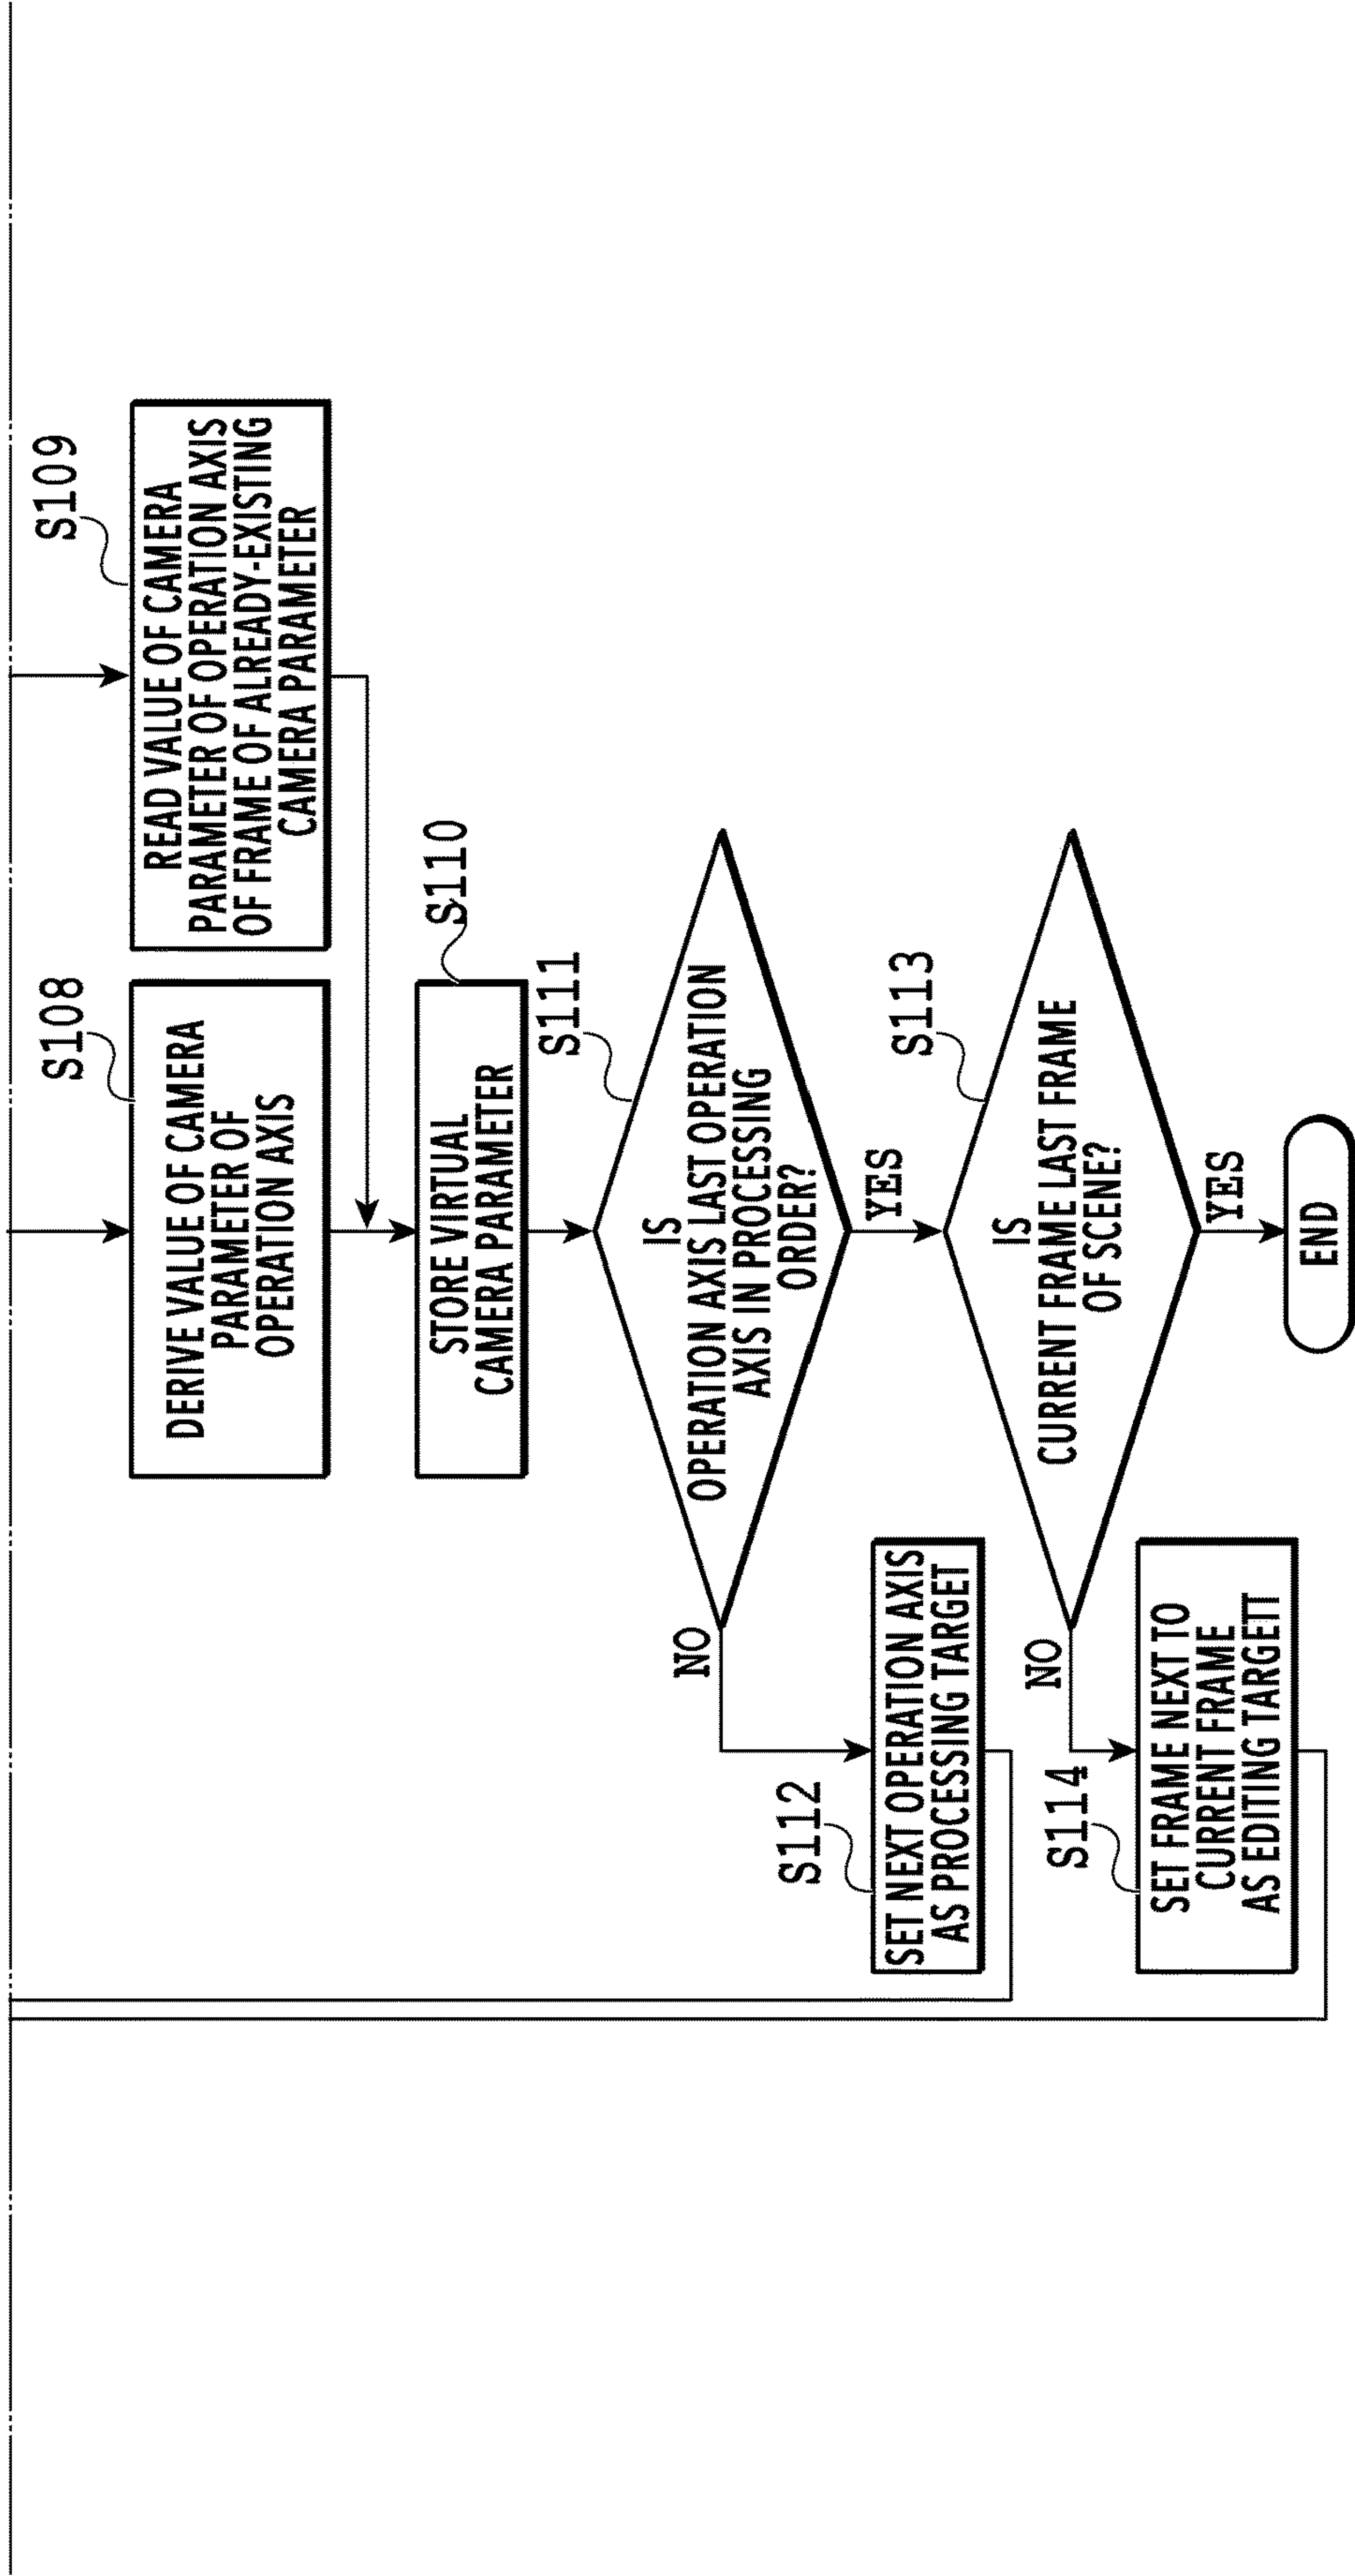 S108
DERIVE VALUE OF CAMERA
PARAMETER OF
OPERATION AXIS
S109
READ VALUE OF CAMERA
PARAMETER OF OPERATION AXIS
OF FRAME OF ALREADY-EXISTING
CAMERA PARAMETER
S110
STORE VIRTUAL
CAMERA PARAMETER
S111
IS
OPERATION AXIS LAST OPERATION
AXIS IN PROCESSING
ORDER?
NO
YES
S112
SET NEXT OPERATION AXIS
AS PROCESSING TARGET
S113
IS
CURRENT FRAME LAST FRAME
OF SCENE?
NO
YES
S114
SET FRAME NEXT TO
CURRENT FRAME
AS EDITING TARGETT
END